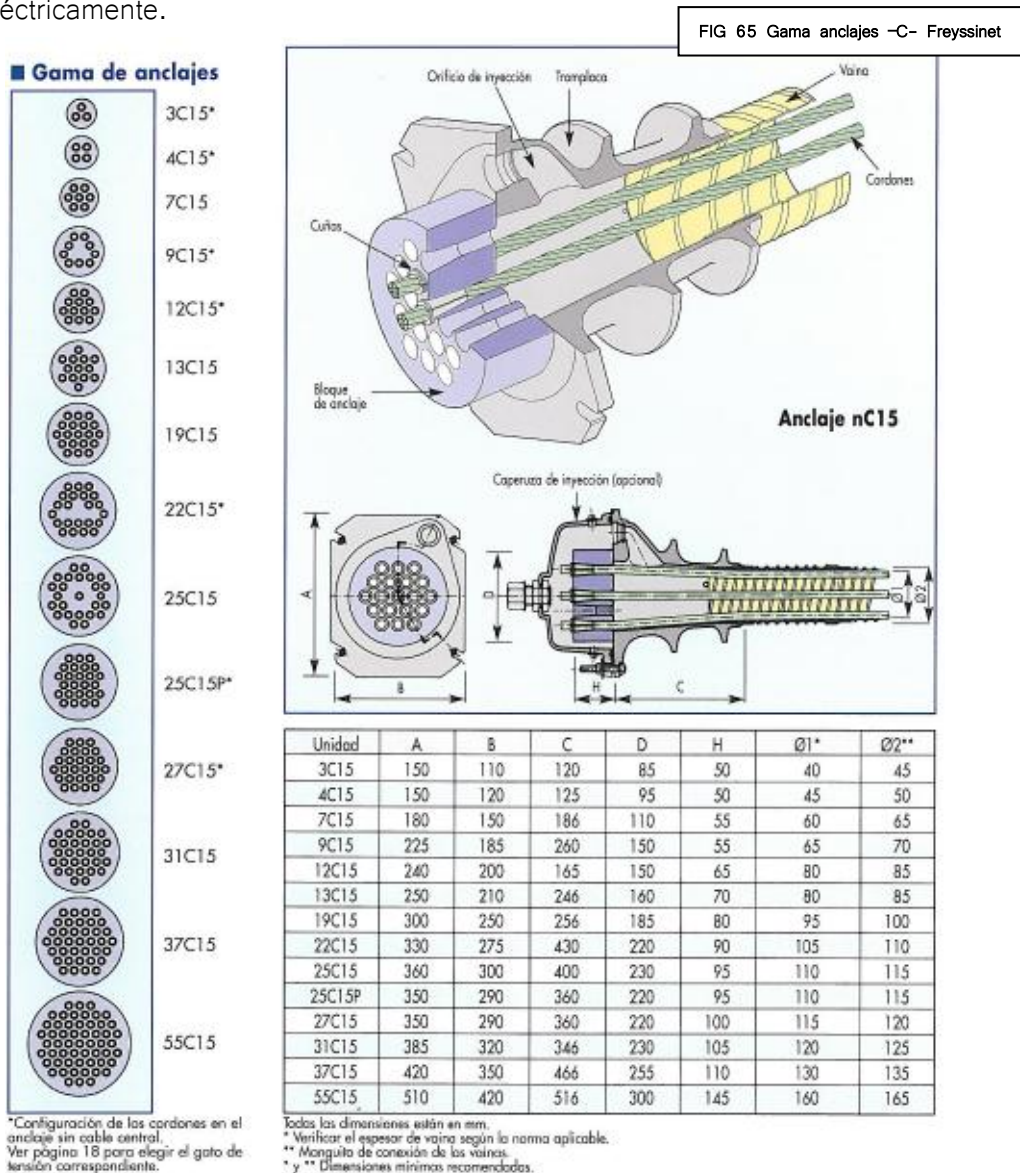 éctricamente.
FIG 65 Gama anclajes -C- Freyssinet
Gama de anclajes
3C15*
4C15*
7C15
9C15*
12C15*
13C15
19C15
22C15*
25C15
25C15P*
27C15*
31C15
37C15
55C15
*Configuración de los cordones en el
anclaje sin cable central.
Ver página 18 para elegir el gato de
tensión correspondiente.
Orificio de inyección
Tromplaca
Vaina
Cordones
Cuñas
Bloque
de anclaje
Anclaje nC15
Caperuza de inyección (opcional)
A
B
D
H
C
Ø1
Ø2
Unidad A B C D H Ø1* Ø2**
3C15 150 110 120 85 50 40 45
4C15 150 120 125 95 50 45 50
7C15 180 150 186 110 55 60 65
9C15 225 185 260 150 55 65 70
12C15 240 200 165 150 65 80 85
13C15 250 210 246 160 70 80 85
19C15 300 250 256 185 80 95 100
22C15 330 275 430 220 90 105 110
25C15 360 300 400 230 95 110 115
25C15P 350 290 360 220 95 110 115
27C15 350 290 360 220 100 115 120
31C15 385 320 346 230 105 120 125
37C15 420 350 466 255 110 130 135
55C15 510 420 516 300 145 160 165
Todas las dimensiones están en mm.
* Verificar el espesor de vaina según la norma aplicable.
** Manguito de conexión de las vainas.
* y ** Dimensiones mínimas recomendadas.